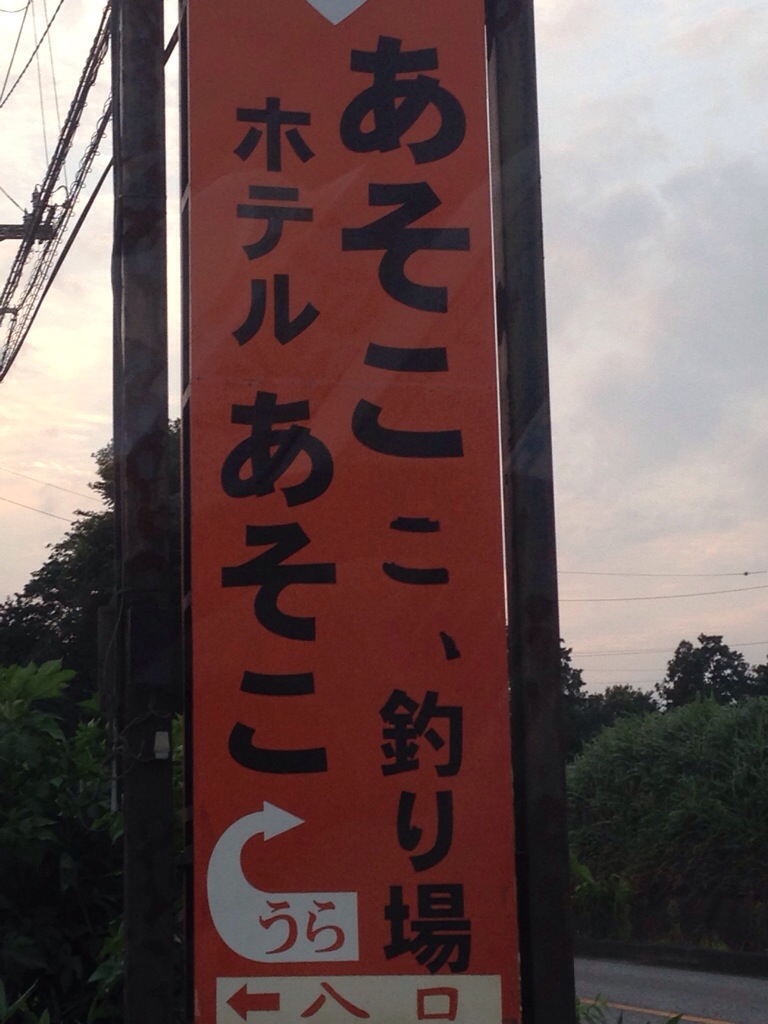 あそここ、釣り場
ホテルあそこ
うら
←入口